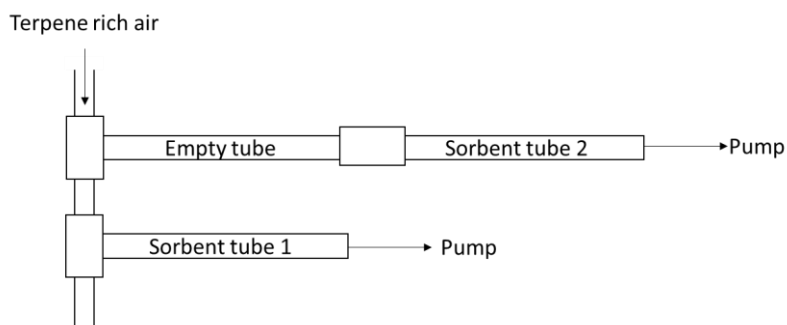 Terpene rich air
Empty tube
Sorbent tube 2
Pump
Sorbent tube 1
Pump